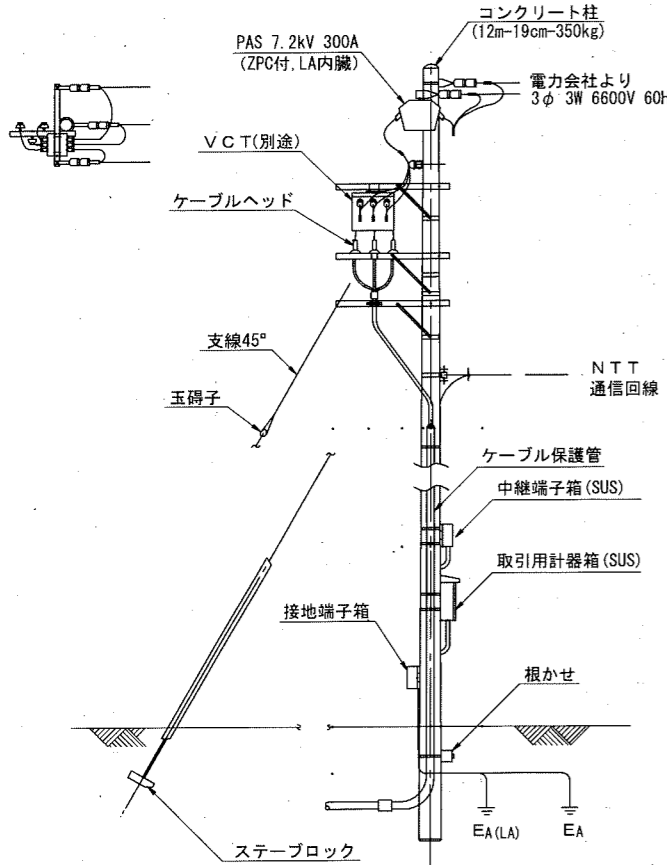 コンクリート柱
(12m-19cm-350kg)
PAS 7.2kV 300A
(ZPC付,LA内臓)
電力会社より
3φ 3W 6600V 60H
VCT(別途)
ケーブルヘッド
支線45°
NTT
通信回線
玉碍子
ケーブル保護管
中継端子箱(SUS)
取引用計器箱(SUS)
接地端子箱
根かせ
EA(LA)
EA
ステーブロック